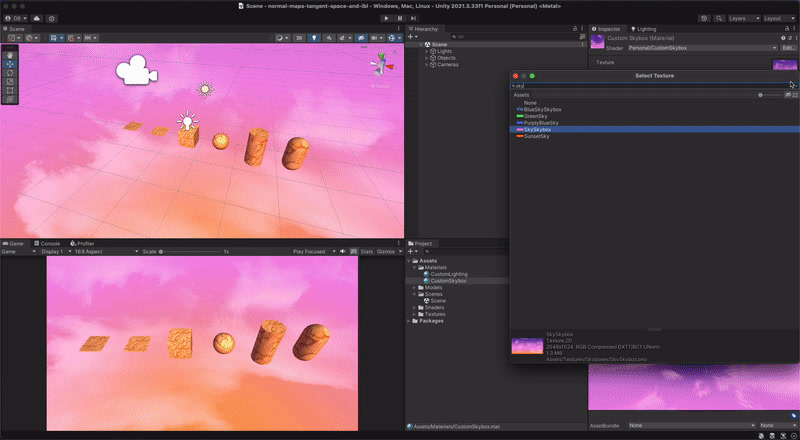 Scene - normal-maps-tangent-space-and-ibl - Windows, Mac, Linux - Unity 2021.3.33f1 Personal (Personal) <Metal>
DB
Layers
Layout
Scene
Game
Console
Profiler
Game
Display 1
16:9 Aspect
Scale
1x
Play Focused
Stats
Gizmos
Hierarchy
All
Scene
Lights
Objects
Cameras
Project
Assets
Materials
CustomLighting
CustomSkybox
Models
Scenes
Scene
Shaders
Textures
Packages
Assets/Materials/CustomSkybox.mat
Inspector
Lighting
Custom Skybox (Material)
Shader
Personal/CustomSkybox
Edit...
Texture
Select Texture
sky
Assets
22
None
BlueSkySkybox
GreenSky
PurplyBlueSky
SkySkybox
SunsetSky
SkySkybox
Texture 2D
2048x1024 RGB Compressed DXT1|BC1 UNorm
1.3 MB
Assets/Textures/Skyboxes/SkySkybox.png
AssetBundle
None
None